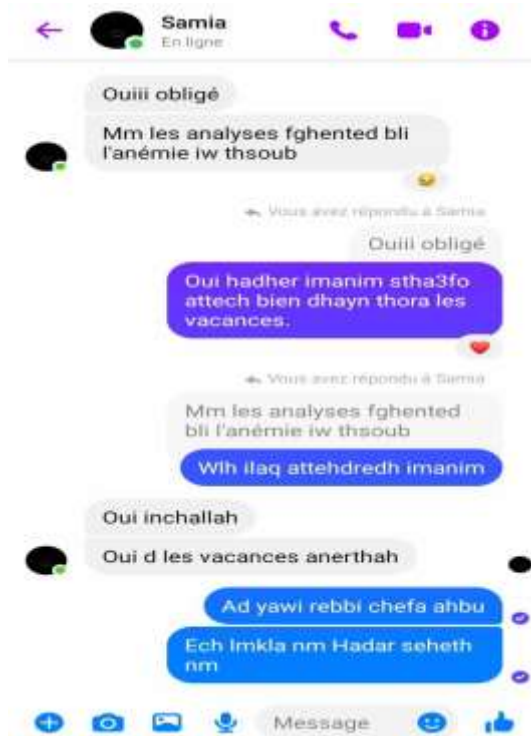 Samia
En ligne
Ouiii obligé
Mm les analyses fghented bli
l'anémie iw thsoub
Vous avez répondu à Samia
Ouiii obligé
Oui hadher imanim stha3fo
attech bien dhayn thora les
vacances.
Vous avez répondu à Samia
Mm les analyses fghented
bli l'anémie iw thsoub
Wlh ilaq attehdredh imanim
Oui inchallah
Oui d les vacances anerthah
Ad yawi rebbi chefa ahbu
Ech lmkla nm Hadar seheth
nm
Message